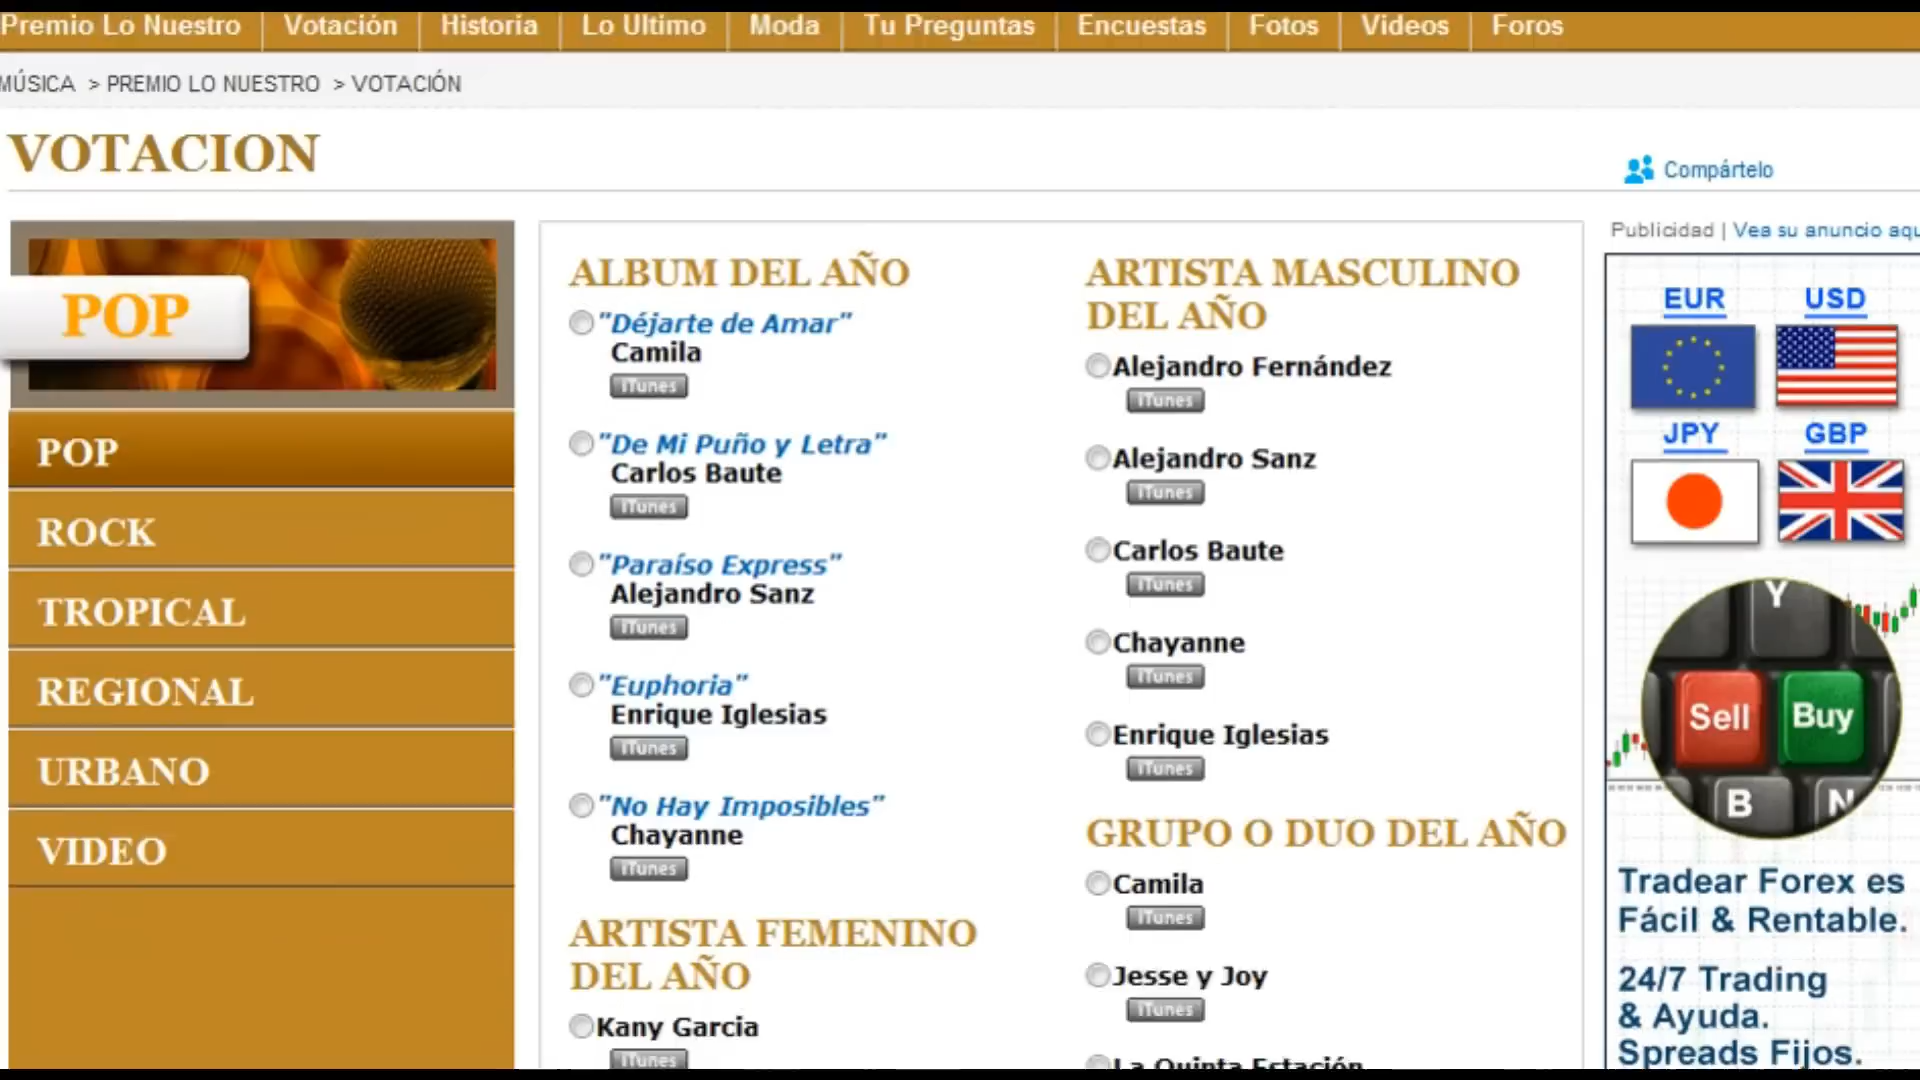 Premio Lo Nuestro
Votación
Historia
Lo Ultimo
Moda
Tu Preguntas
Encuestas
Fotos
Videos
Foros
MÚSICA > PREMIO LO NUESTRO > VOTACIÓN
VOTACION
Compártelo
POP
POP
ROCK
TROPICAL
REGIONAL
URBANO
VIDEO
ALBUM DEL AÑO
"Déjarte de Amar"
Camila
iTunes
"De Mi Puño y Letra"
Carlos Baute
iTunes
"Paraíso Express"
Alejandro Sanz
iTunes
"Euphoria"
Enrique Iglesias
iTunes
"No Hay Imposibles"
Chayanne
iTunes
ARTISTA FEMENINO
DEL AÑO
Kany Garcia
iTunes
ARTISTA MASCULINO
DEL AÑO
Alejandro Fernández
iTunes
Alejandro Sanz
iTunes
Carlos Baute
iTunes
Chayanne
iTunes
Enrique Iglesias
iTunes
GRUPO O DUO DEL AÑO
Camila
iTunes
Jesse y Joy
iTunes
La Quinta Estación
Publicidad | Vea su anuncio aqu
EUR USD
JPY GBP
Y
Sell Buy
B N
Tradear Forex es
Fácil & Rentable.
24/7 Trading
& Ayuda.
Spreads Fijos.